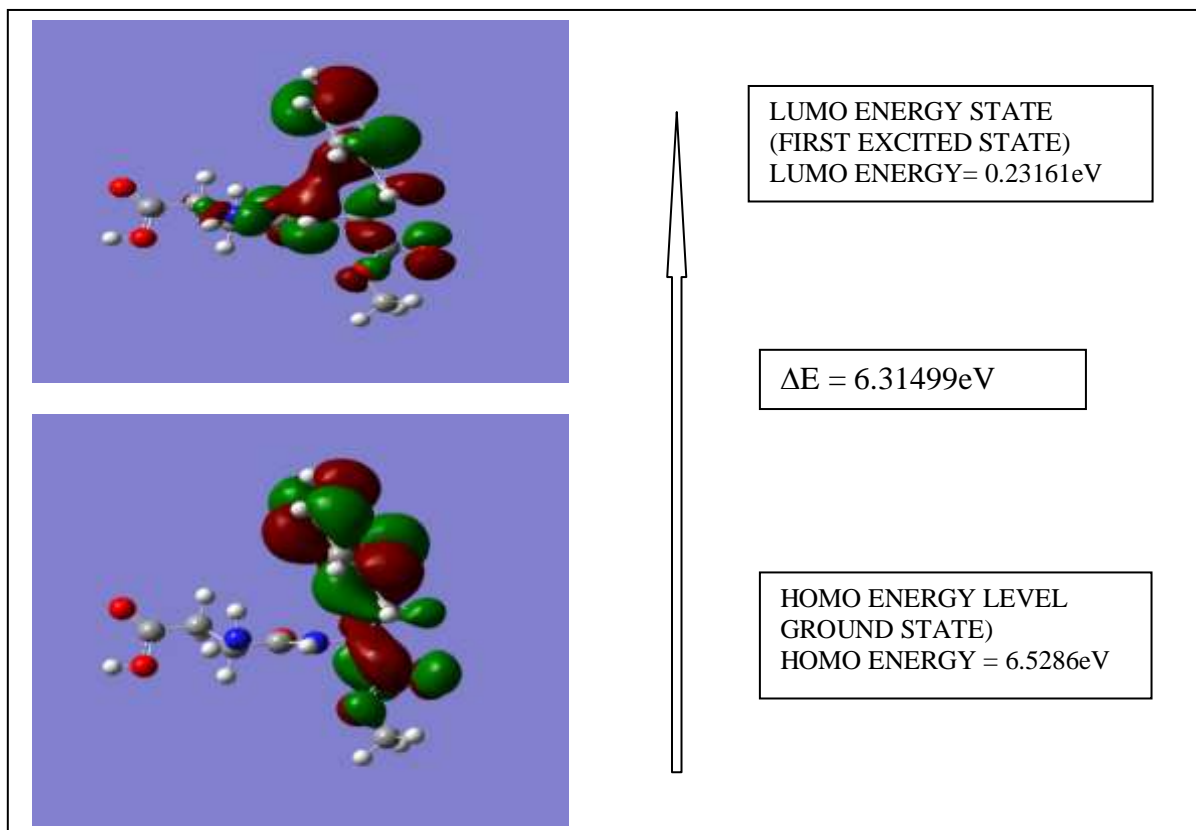 LUMO ENERGY STATE
(FIRST EXCITED STATE)
LUMO ENERGY= 0.23161eV
ΔE = 6.31499eV
HOMO ENERGY LEVEL
GROUND STATE)
HOMO ENERGY = 6.5286eV